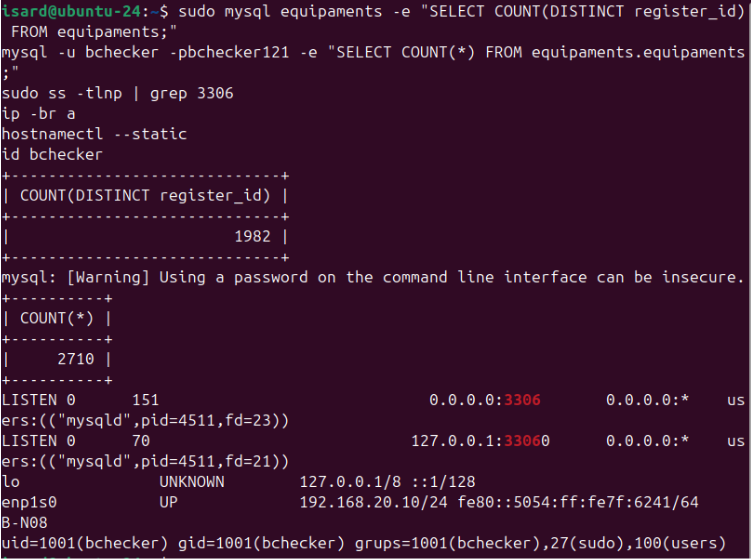 isard@ubuntu-24:~$ sudo mysql equipaments -e "SELECT COUNT(DISTINCT register_id)
 FROM equipaments;"
mysql -u bchecker -pbchecker121 -e "SELECT COUNT(*) FROM equipaments.equipaments
;"
sudo ss -tlnp | grep 3306
ip -br a
hostnamectl --static
id bchecker
+-----------------------------+
| COUNT(DISTINCT register_id) |
+-----------------------------+
|                        1982 |
+-----------------------------+
mysql: [Warning] Using a password on the command line interface can be insecure.
+----------+
| COUNT(*) |
+----------+
|     2710 |
+----------+
LISTEN 0      151                           0.0.0.0:3306       0.0.0.0:*    us
ers:(("mysqld",pid=4511,fd=23))
LISTEN 0      70                          127.0.0.1:33060      0.0.0.0:*    us
ers:(("mysqld",pid=4511,fd=21))
lo               UNKNOWN        127.0.0.1/8 ::1/128
enp1s0           UP             192.168.20.10/24 fe80::5054:ff:fe7f:6241/64
B-N08
uid=1001(bchecker) gid=1001(bchecker) grups=1001(bchecker),27(sudo),100(users)